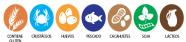 CONTIENE GLUTEN
CRUSTÁCEOS
HUEVOS
PESCADO
CACAHUETES
SOJA
LÁCTEOS